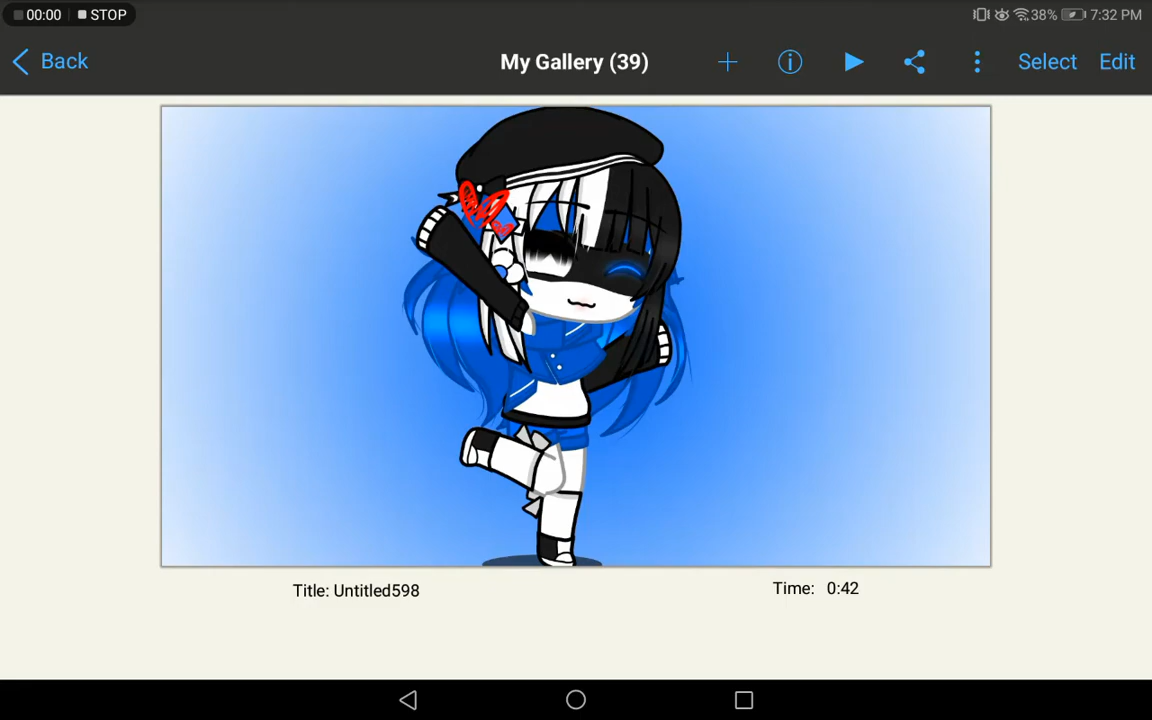 00:00 STOP 38% 7:32 PM
Back My Gallery (39) Select Edit
Title: Untitled598 Time: 0:42